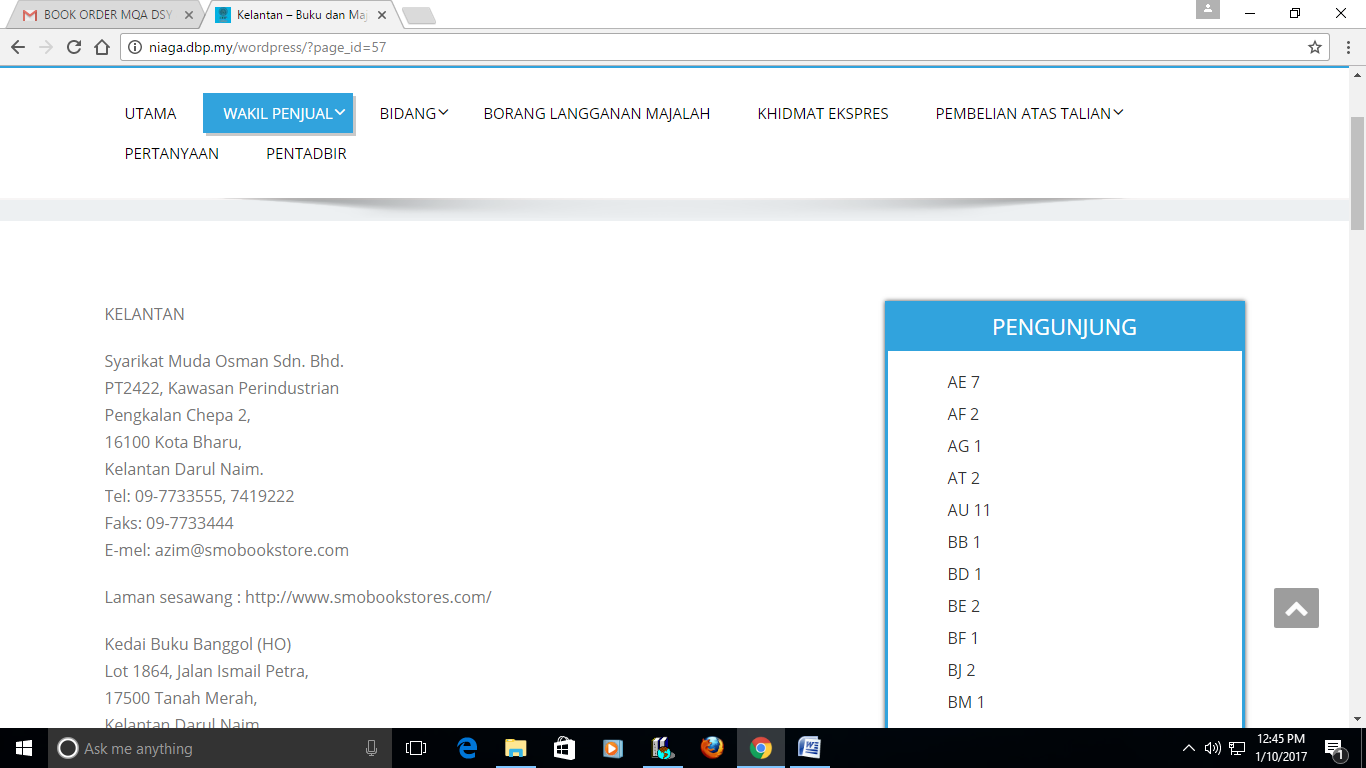 BOOK ORDER MQA DSY
Kelantan – Buku dan Maj
niaga.dbp.my/wordpress/?page_id=57
UTAMA
WAKIL PENJUAL
BIDANG
BORANG LANGGANAN MAJALAH
KHIDMAT EKSPRES
PEMBELIAN ATAS TALIAN
PERTANYAAN
PENTADBIR
KELANTAN
Syarikat Muda Osman Sdn. Bhd.
PT2422, Kawasan Perindustrian
Pengkalan Chepa 2,
16100 Kota Bharu,
Kelantan Darul Naim.
Tel: 09-7733555, 7419222
Faks: 09-7733444
E-mel: azim@smobookstore.com
Laman sesawang : http://www.smobookstores.com/
Kedai Buku Banggol (HO)
Lot 1864, Jalan Ismail Petra,
17500 Tanah Merah,
Kelantan Darul Naim
PENGUNJUNG
AE 7
AF 2
AG 1
AT 2
AU 11
BB 1
BD 1
BE 2
BF 1
BJ 2
BM 1
Ask me anything
12:45 PM
1/10/2017
1